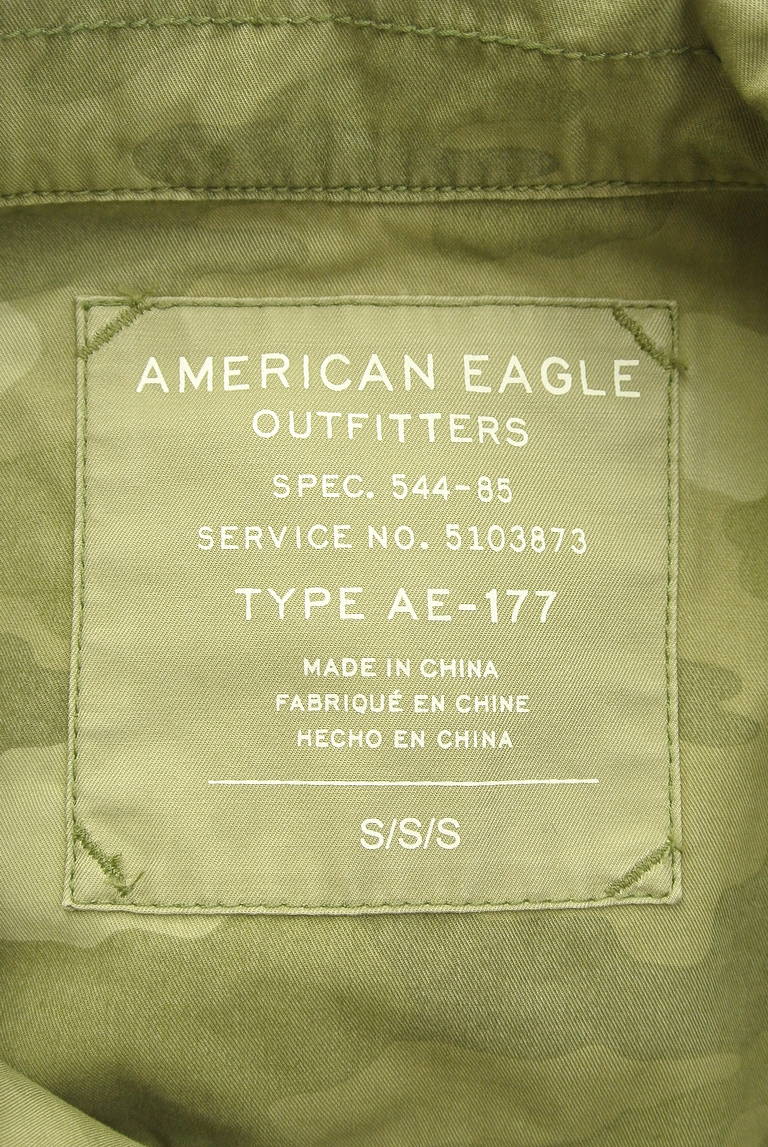 AMERICAN EAGLE
OUTFITTERS
SPEC. 544-85
SERVICE NO. 5103873
TYPE AE-177
MADE IN CHINA
FABRIQUÉ EN CHINE
HECHO EN CHINA
S/S/S